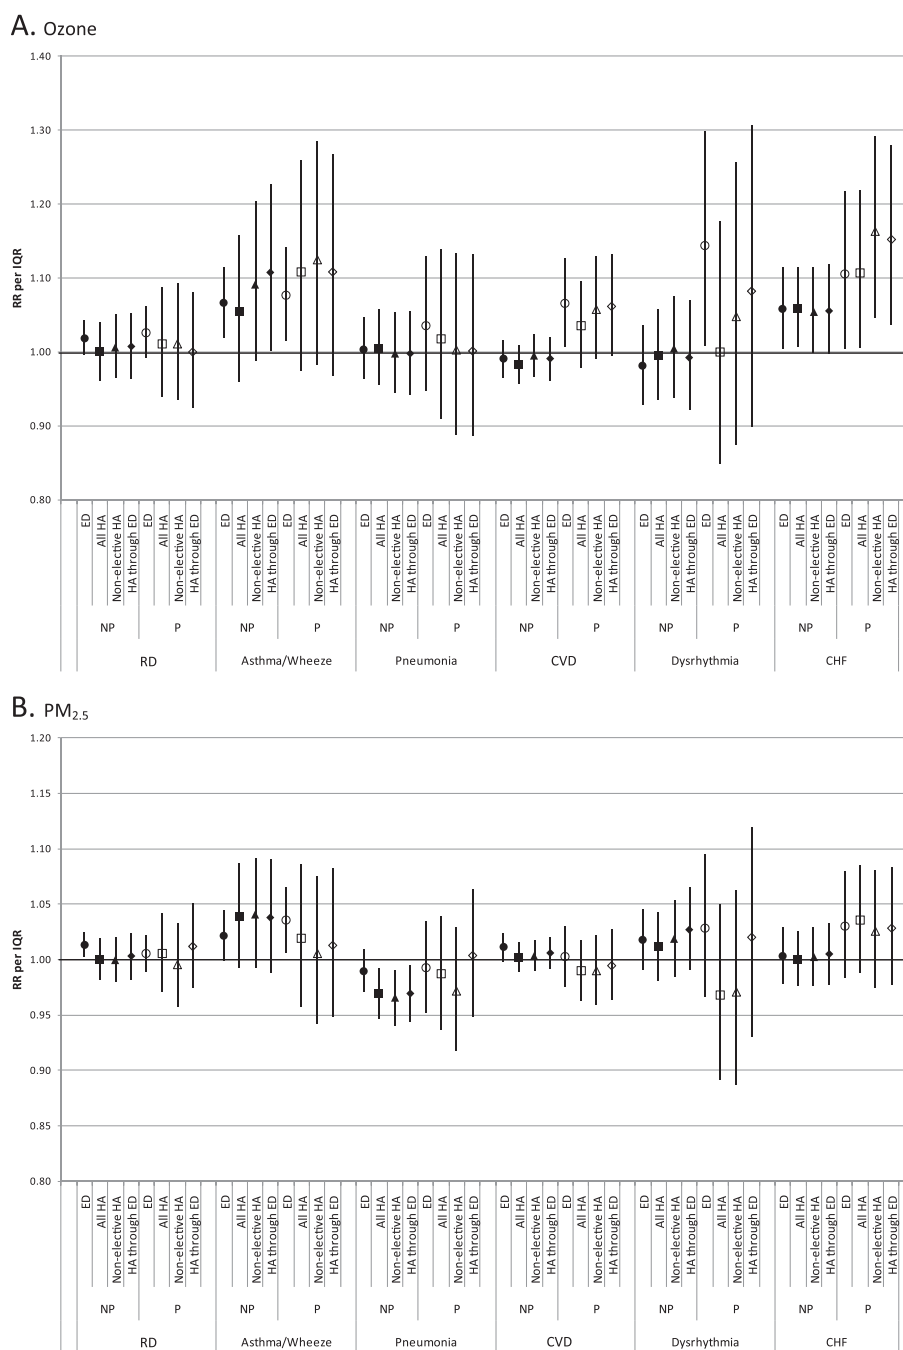 A. Ozone
1.40
1.30
1.20
1.10
1.00
0.90
0.80
RR per IQR
ED
All HA
Non-elective HA
HA through ED
ED
All HA
Non-elective HA
HA through ED
ED
All HA
Non-elective HA
HA through ED
ED
All HA
Non-elective HA
HA through ED
ED
All HA
Non-elective HA
HA through ED
ED
All HA
Non-elective HA
HA through ED
ED
All HA
Non-elective HA
HA through ED
ED
All HA
Non-elective HA
HA through ED
ED
All HA
Non-elective HA
HA through ED
ED
All HA
Non-elective HA
HA through ED
ED
All HA
Non-elective HA
HA through ED
ED
All HA
Non-elective HA
HA through ED
NP P NP P NP P NP P NP P NP P
RD Asthma/Wheeze Pneumonia CVD Dysrhythmia CHF
B. PM2.5
1.20
1.15
1.10
1.05
1.00
0.95
0.90
0.85
0.80
RR per IQR
ED
All HA
Non-elective HA
HA through ED
ED
All HA
Non-elective HA
HA through ED
ED
All HA
Non-elective HA
HA through ED
ED
All HA
Non-elective HA
HA through ED
ED
All HA
Non-elective HA
HA through ED
ED
All HA
Non-elective HA
HA through ED
ED
All HA
Non-elective HA
HA through ED
ED
All HA
Non-elective HA
HA through ED
ED
All HA
Non-elective HA
HA through ED
ED
All HA
Non-elective HA
HA through ED
ED
All HA
Non-elective HA
HA through ED
ED
All HA
Non-elective HA
HA through ED
NP P NP P NP P NP P NP P NP P
RD Asthma/Wheeze Pneumonia CVD Dysrhythmia CHF